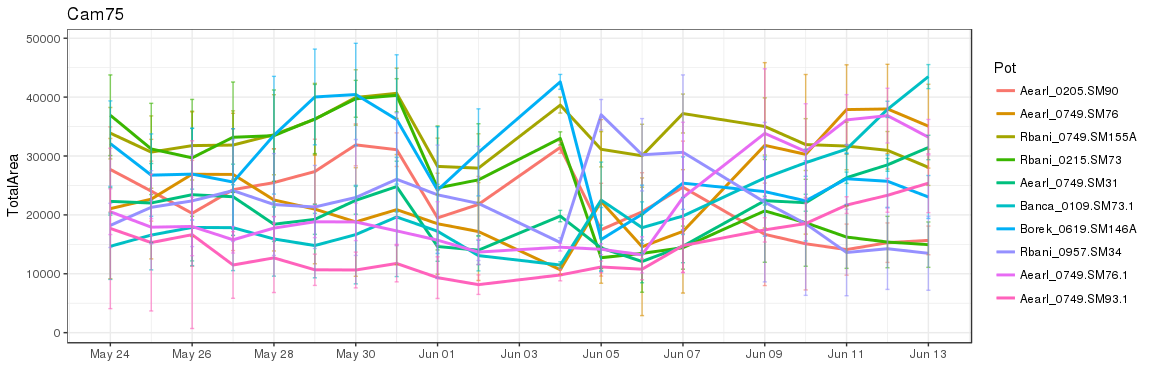 Cam75
TotalArea
50000
40000
30000
20000
10000
0
May 24 May 26 May 28 May 30 Jun 01 Jun 03 Jun 05 Jun 07 Jun 09 Jun 11 Jun 13
Pot
Aearl_0205.SM90
Aearl_0749.SM76
Rbani_0749.SM155A
Rbani_0215.SM73
Aearl_0749.SM31
Banca_0109.SM73.1
Borek_0619.SM146A
Rbani_0957.SM34
Aearl_0749.SM76.1
Aearl_0749.SM93.1